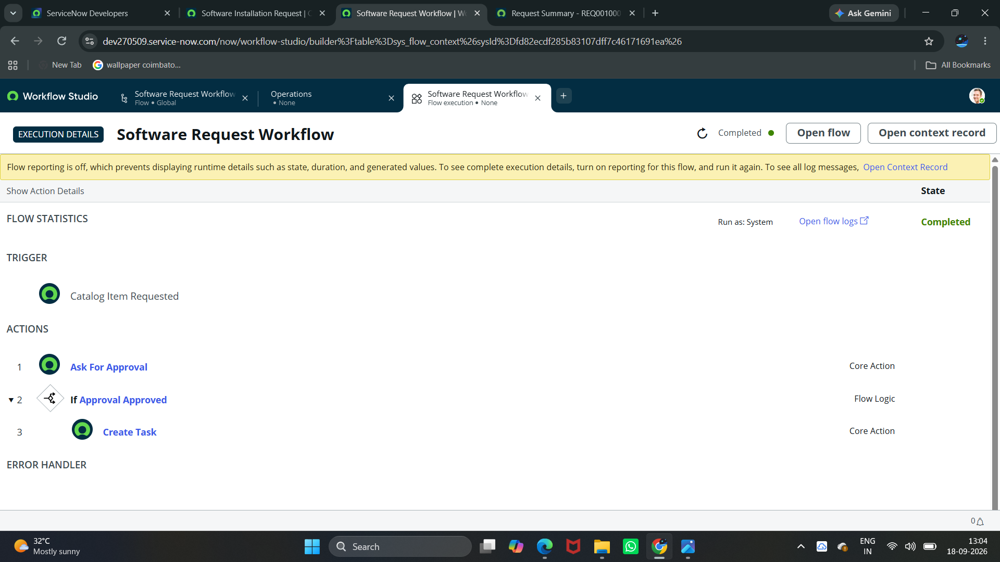 ServiceNow Developers
Software Installation Request |
Software Request Workflow | W
Request Summary - REQ001000
Ask Gemini
dev270509.service-now.com/now/workflow-studio/builder%3Ftable%3Dsys_flow_context%26sysId%3Dfd82ecdf285b83107dff7c46171691ea%26
New Tab
wallpaper coimbato...
All Bookmarks
Workflow Studio
Software Request Workflow
Flow • Global
Operations
• None
Software Request Workflow
Flow execution • None
EXECUTION DETAILS
Software Request Workflow
Completed
Open flow
Open context record
Flow reporting is off, which prevents displaying runtime details such as state, duration, and generated values. To see complete execution details, turn on reporting for this flow, and run it again. To see all log messages, Open Context Record
Show Action Details
State
FLOW STATISTICS
Run as: System
Open flow logs
Completed
TRIGGER
Catalog Item Requested
ACTIONS
1 Ask For Approval Core Action
2 If Approval Approved Flow Logic
3 Create Task Core Action
ERROR HANDLER
0
32°C
Mostly sunny
Search
ENG
IN
13:04
18-09-2026